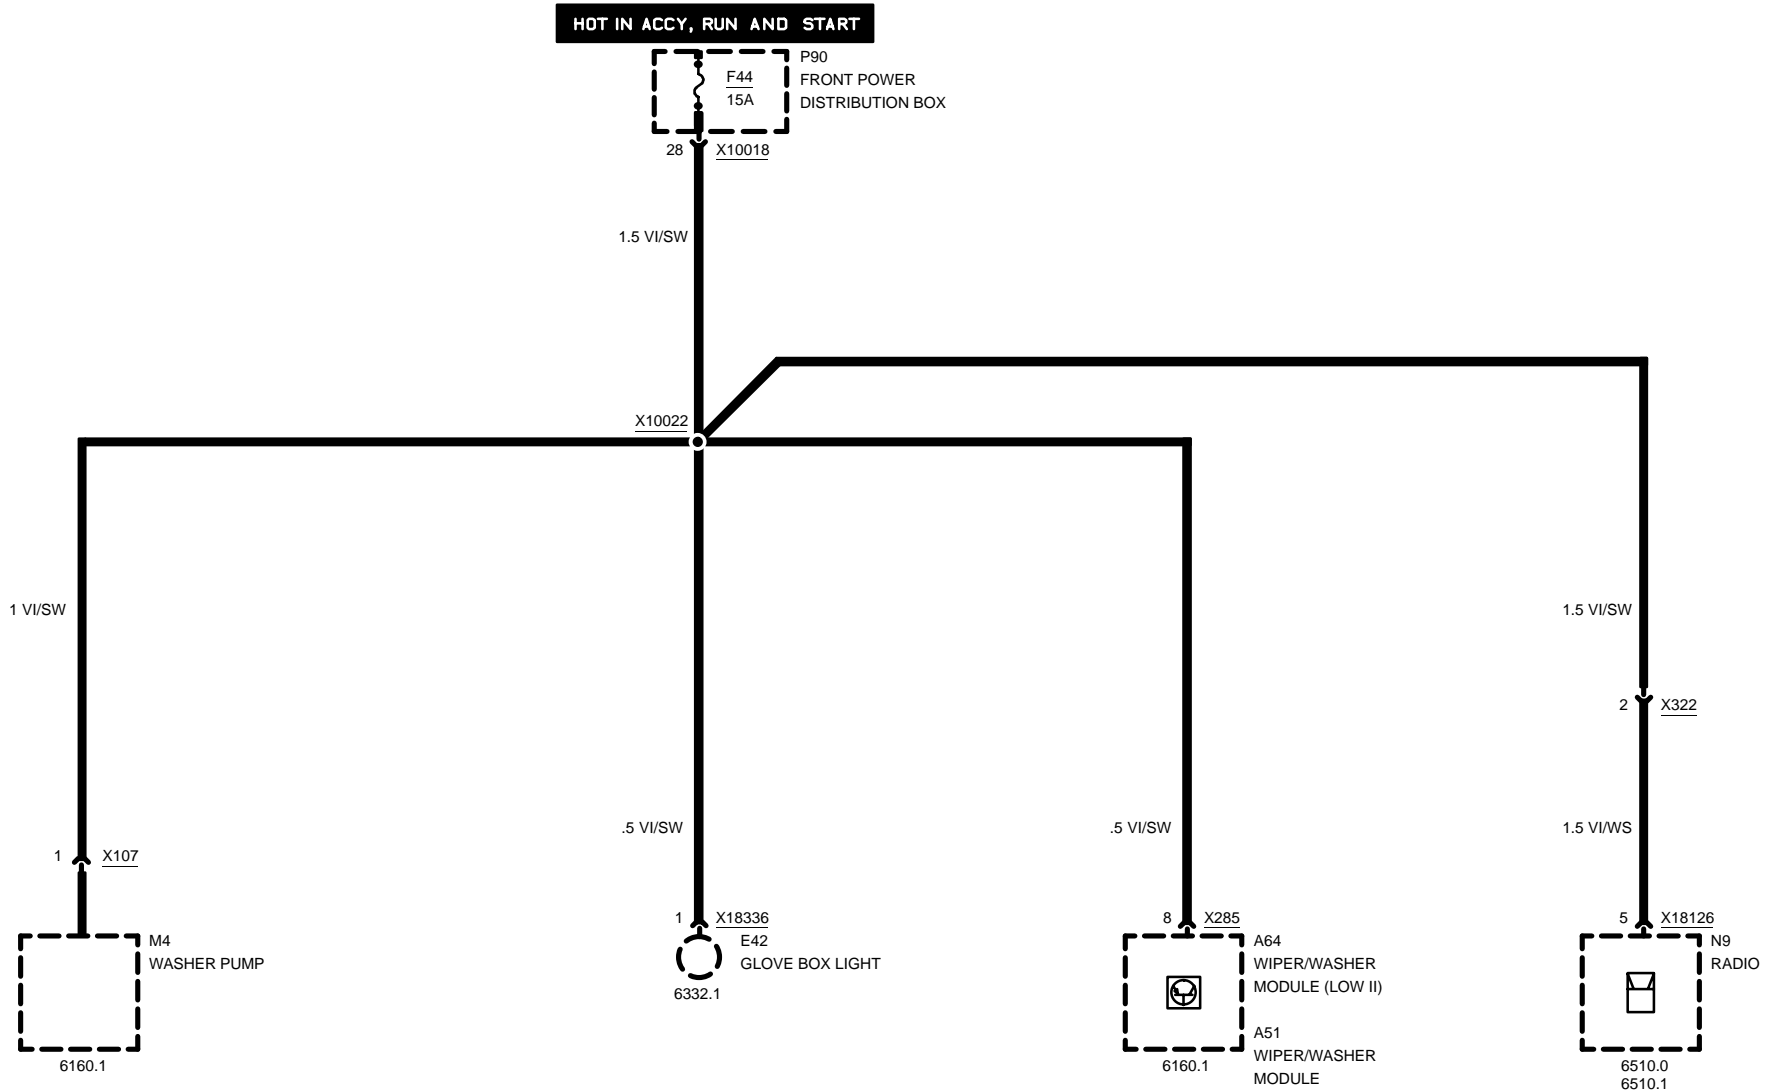 HOT IN ACCY, RUN AND START
P90
FRONT POWER
DISTRIBUTION BOX
F44
15A
28 X10018
1.5 VI/SW
X10022
1 VI/SW
1.5 VI/SW
2 X322
.5 VI/SW
.5 VI/SW
1.5 VI/WS
1 X107
1 X18336
8 X285
5 X18126
M4
WASHER PUMP
6160.1
E42
GLOVE BOX LIGHT
6332.1
A64
WIPER/WASHER
MODULE (LOW II)
A51
WIPER/WASHER
MODULE
6160.1
N9
RADIO
6510.0
6510.1